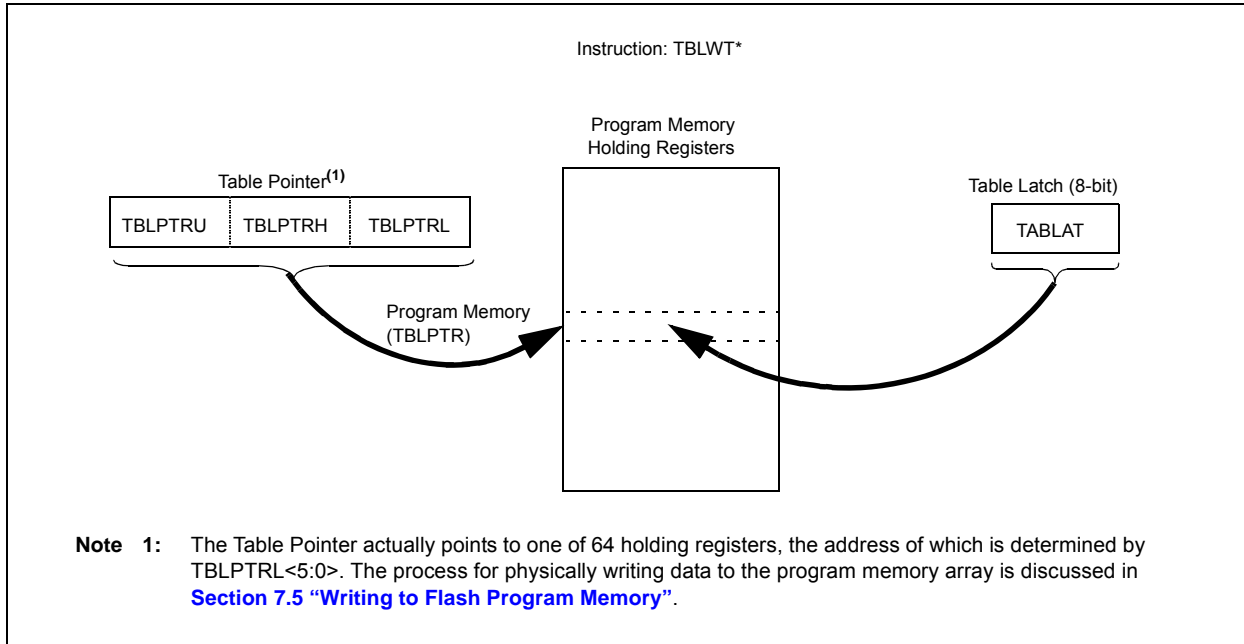 Instruction: TBLWT*
Program Memory
Holding Registers
Table Pointer(1)
Table Latch (8-bit)
TBLPTRU TBLPTRH TBLPTRL
TABLAT
Program Memory
(TBLPTR)
Note 1: The Table Pointer actually points to one of 64 holding registers, the address of which is determined by
TBLPTRL<5:0>. The process for physically writing data to the program memory array is discussed in
Section 7.5 “Writing to Flash Program Memory”.